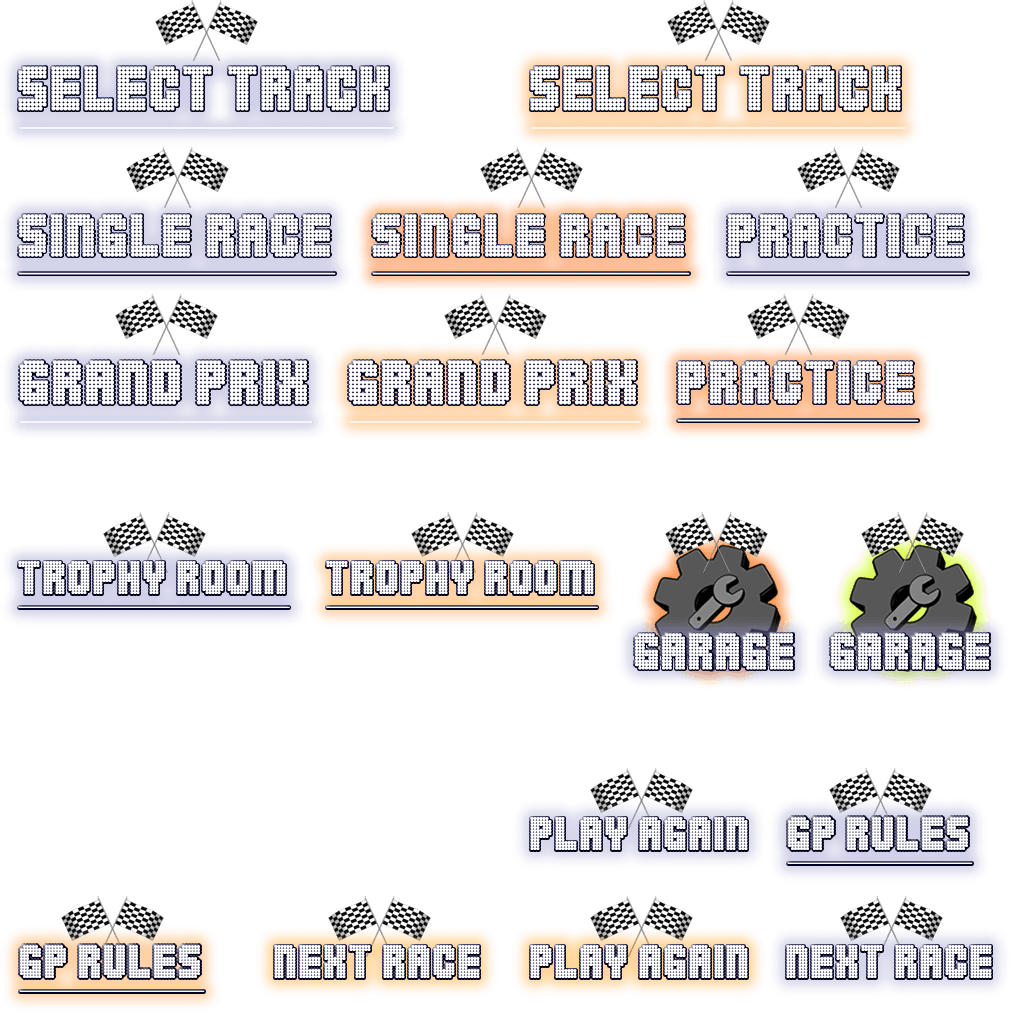 SELECT TRACK
SELECT TRACK
SINGLE RACE
SINGLE RACE
PRACTICE
GRAND PRIX
GRAND PRIX
PRACTICE
TROPHY ROOM
TROPHY ROOM
GARAGE
GARAGE
PLAY AGAIN
GP RULES
GP RULES
NEXT RACE
PLAY AGAIN
NEXT RACE